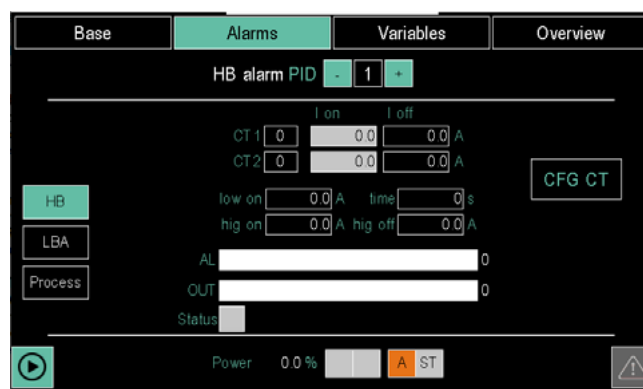 Base Alarms Variables Overview
HB alarm PID - 1 +
I on I off
CT 1 0 0.0 0.0 A
CT2 0 0.0 0.0 A
CFG CT
HB
low on 0.0 A time 0 s
hig on 0.0 A hig off 0.0 A
LBA
AL 0
Process
OUT 0
Status
Power 0.0 % A ST